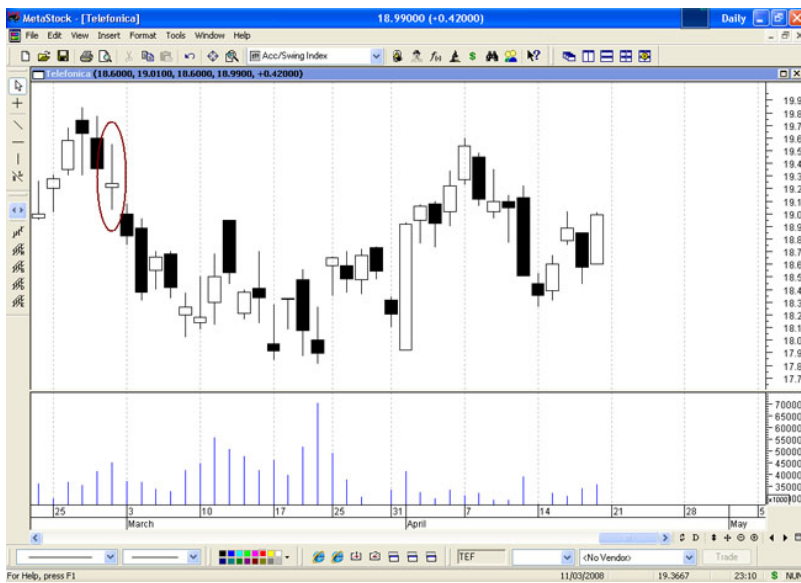 MetaStock - [Telefonica]
18.99000 (+0.42000)
Daily
File Edit View Insert Format Tools Window Help
Acc/Swing Index
Telefonica (18.6000, 19.0100, 18.6000, 18.9900, +0.42000)
19.9
19.8
19.7
19.6
19.5
19.4
19.3
19.2
19.1
19.0
18.9
18.8
18.7
18.6
18.5
18.4
18.3
18.2
18.1
18.0
17.9
17.8
17.7
70000
65000
60000
55000
50000
45000
40000
35000
x1000
25 3 10 17 25 31 7 14 21 28 5
March April May
TEF
<No Vendor>
Trade
For Help, press F1
11/03/2008
19.3667
23:10
$
NUM